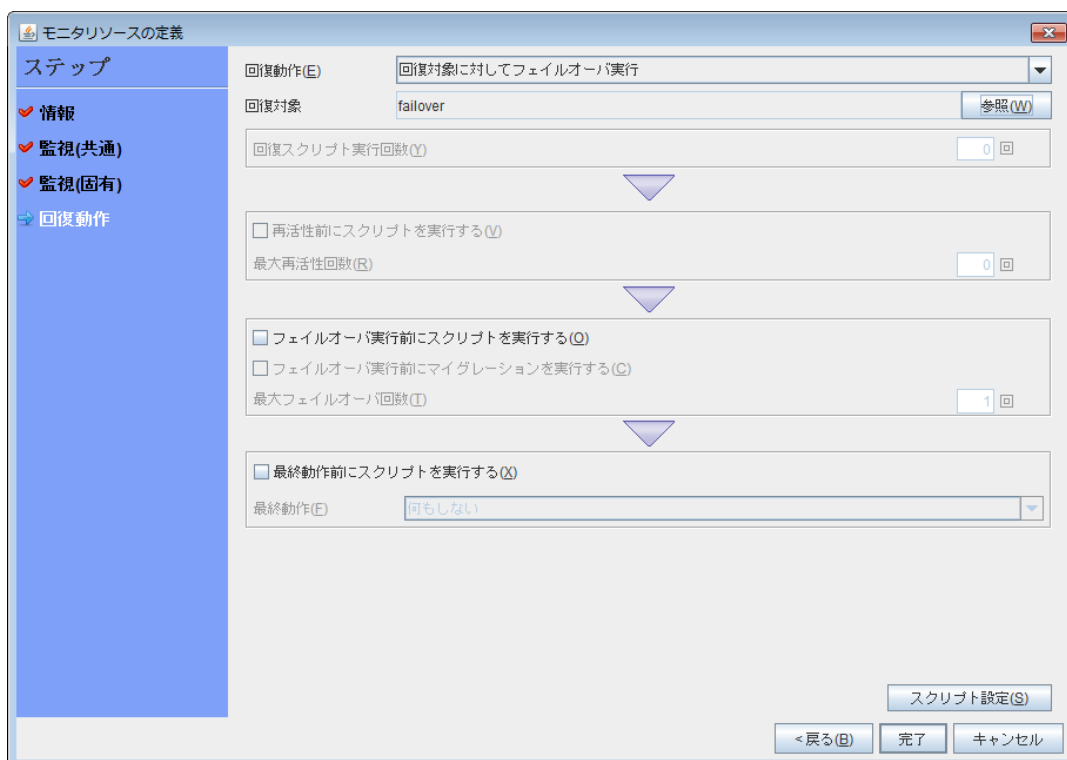 モニタリソースの定義
ステップ
情報
監視(共通)
監視(固有)
回復動作
回復動作(E) 回復対象に対してフェイルオーバ実行
回復対象 failover 参照(W)
回復スクリプト実行回数(Y) 0 回
再活性前にスクリプトを実行する(V)
最大再活性回数(R) 0 回
フェイルオーバ実行前にスクリプトを実行する(O)
フェイルオーバ実行前にマイグレーションを実行する(C)
最大フェイルオーバ回数(T) 1 回
最終動作前にスクリプトを実行する(X)
最終動作(F) 何もしない
スクリプト設定(S)
<戻る(B) 完了 キャンセル